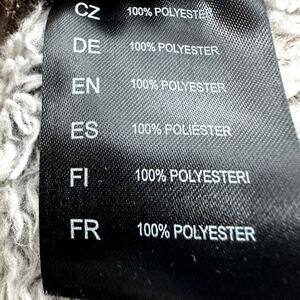 CZ 100% POLYESTER
DE 100% POLYESTER
EN 100% POLYESTER
ES 100% POLIÉSTER
FI 100% POLYESTERI
FR 100% POLYESTER